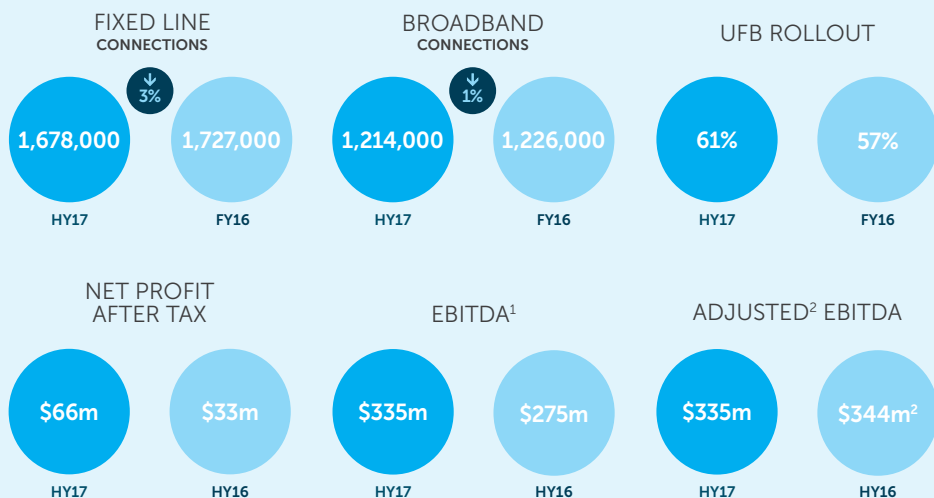 FIXED LINE
CONNECTIONS
↓
3%
1,678,000
1,727,000
HY17
FY16
BROADBAND
CONNECTIONS
↓
1%
1,214,000
1,226,000
HY17
FY16
UFB ROLLOUT
61%
57%
HY17
FY16
NET PROFIT
AFTER TAX
$66m
$33m
HY17
HY16
EBITDA¹
$335m
$275m
HY17
HY16
ADJUSTED² EBITDA
$335m
$344m²
HY17
HY16